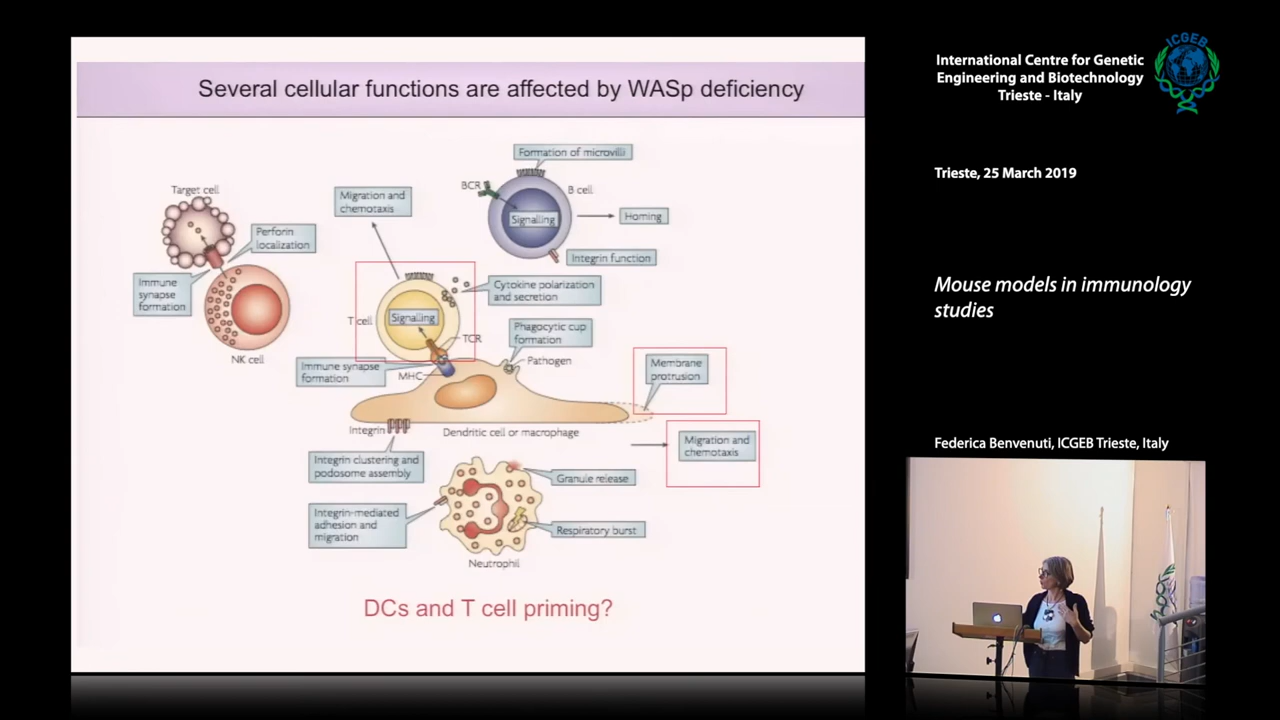 Several cellular functions are affected by WASp deficiency
Formation of microvilli
BCR
B cell
Signalling
Homing
Integrin function
Target cell
Migration and
chemotaxis
Perforin
localization
Immune
synapse
formation
NK cell
Cytokine polarization
and secretion
T cell
Signalling
TCR
Phagocytic cup
formation
Pathogen
Immune synapse
formation
MHC
Membrane
protrusion
Integrin
Dendritic cell or macrophage
Migration and
chemotaxis
Integrin clustering and
podosome assembly
Granule release
Integrin-mediated
adhesion and
migration
Respiratory burst
Neutrophil
DCs and T cell priming?
International Centre for Genetic
Engineering and Biotechnology
Trieste - Italy
ICGEB
Trieste, 25 March 2019
Mouse models in immunology
studies
Federica Benvenuti, ICGEB Trieste, Italy